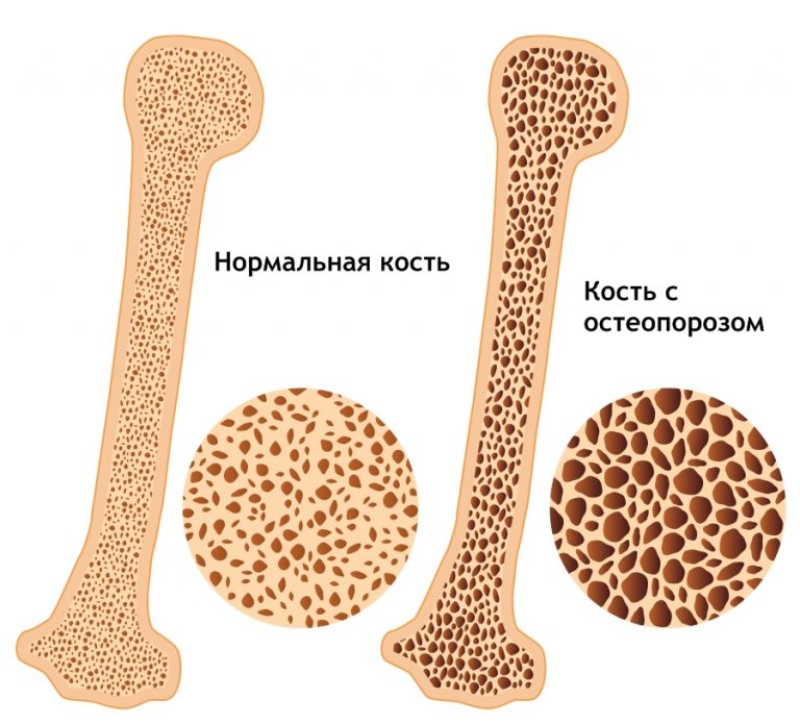 Нормальная кость
Кость с
остеопорозом